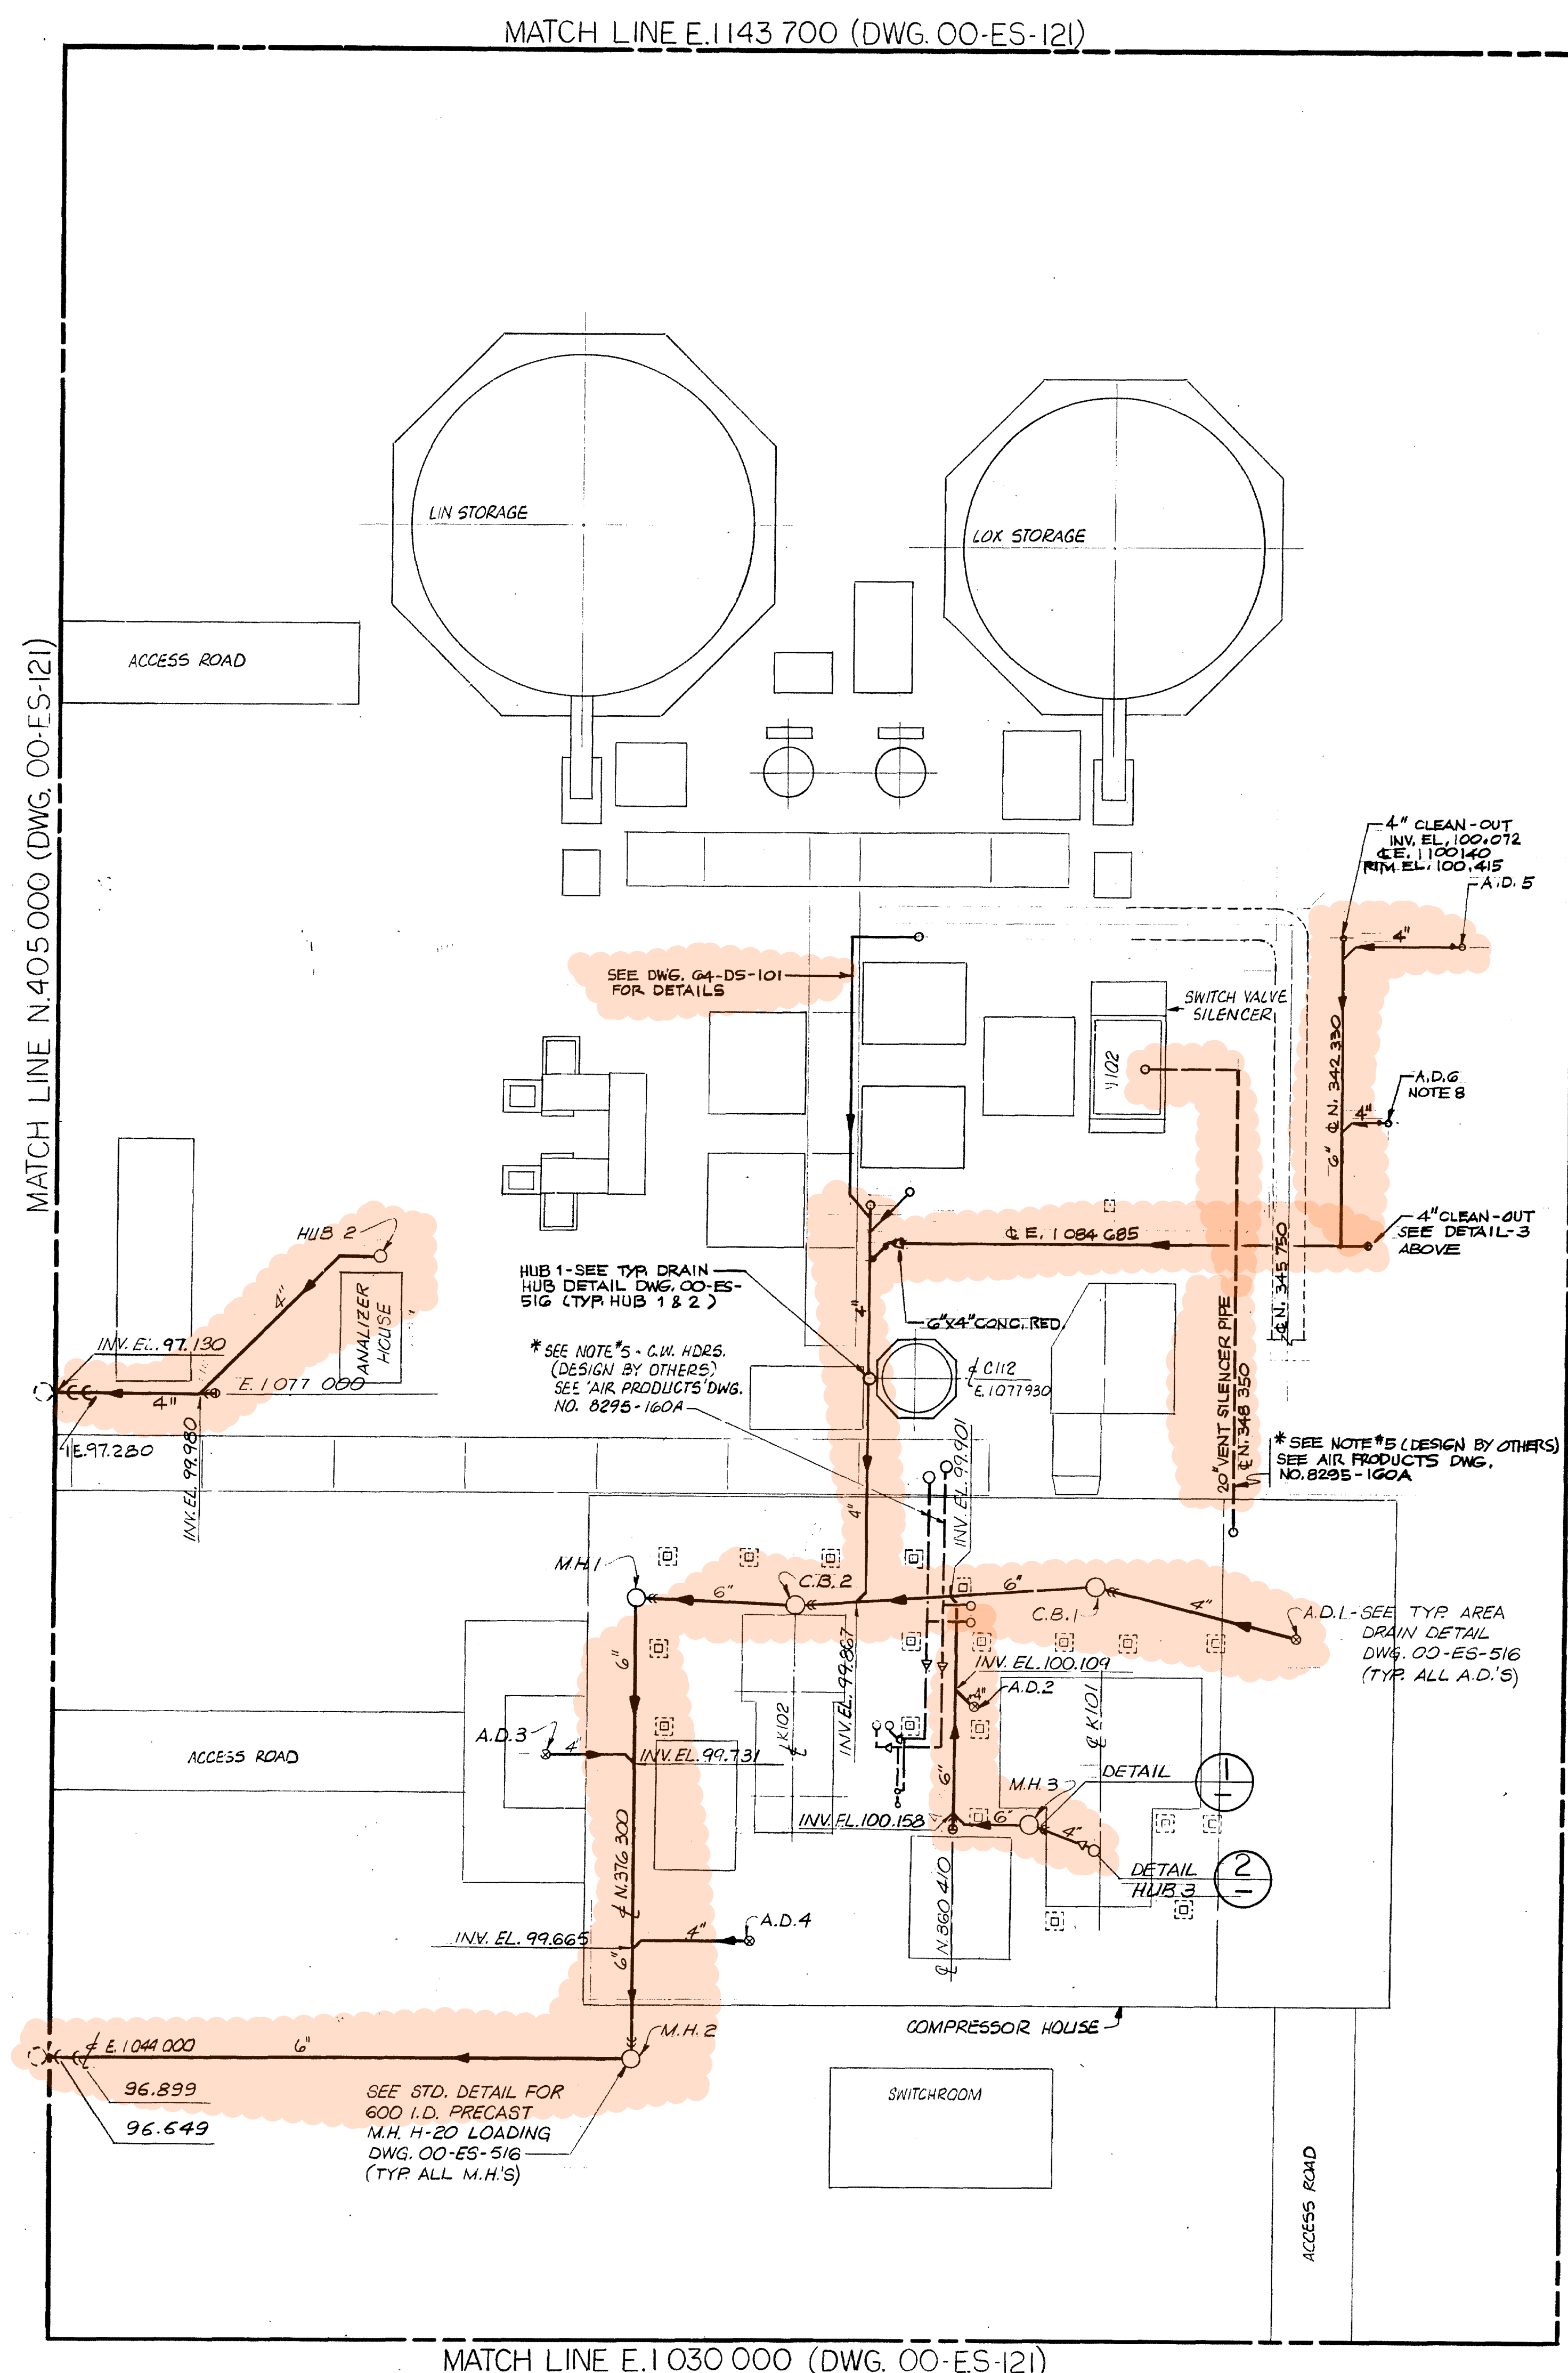 MATCH LINE E.1143 700 (DWG. 00-ES-121)
MATCH LINE N.405 000 (DWG. 00-ES-121)
LIN STORAGE
LOX STORAGE
ACCESS ROAD
4" CLEAN-OUT
INV. EL. 100.072
℄ E. 1100140
RIM EL. 100.415
A.D. 5
4"
SEE DWG. 64-DS-101
FOR DETAILS
SWITCH VALVE
SILENCER
1102
6" ℄ N. 342 330
A.D.6
NOTE 8
4"
HUB 2
4"
ANALIZER
HOUSE
INV. EL. 97.130
E. 1 077 000
4"
I.E. 97.280
INV. EL. 99.980
℄ E. 1 084 685
4" CLEAN-OUT
SEE DETAIL-3
ABOVE
HUB 1-SEE TYP. DRAIN
HUB DETAIL DWG. 00-ES-
516 (TYP. HUB 1 & 2)
4"
6"X4" CONC. RED.
℄ N. 345 750
* SEE NOTE #5 - C.W. HDRS.
(DESIGN BY OTHERS)
SEE 'AIR PRODUCTS' DWG.
NO. 8295-160A
℄ C112
E. 1077930
20" VENT SILENCER PIPE
℄ N. 348 350
* SEE NOTE #5 (DESIGN BY OTHERS)
SEE AIR PRODUCTS DWG.
NO. 8295-160A
INV. EL. 99.901
4"
M.H. 1
6"
C.B. 2
6"
C.B. 1
4"
A.D. 1-SEE TYP. AREA
DRAIN DETAIL
DWG. 00-ES-516
(TYP. ALL A.D.'S)
6"
INV. EL. 99.867
INV. EL. 100.109
4"
A.D. 2
℄ K102
℄ K101
A.D. 3
4"
INV. EL. 99.731
ACCESS ROAD
6"
M.H. 3
DETAIL
1
INV. EL. 100.158
6"
4"
DETAIL
HUB 3
2
℄ N. 376 300
℄ N. 360 410
A.D. 4
4"
INV. EL. 99.665
6"
COMPRESSOR HOUSE
M.H. 2
℄ E. 1 044 000
6"
96.899
96.649
SEE STD. DETAIL FOR
600 I.D. PRECAST
M.H. H-20 LOADING
DWG. 00-ES-516
(TYP. ALL M.H.'S)
SWITCHROOM
ACCESS ROAD
MATCH LINE E.1 030 000 (DWG. 00-ES-121)